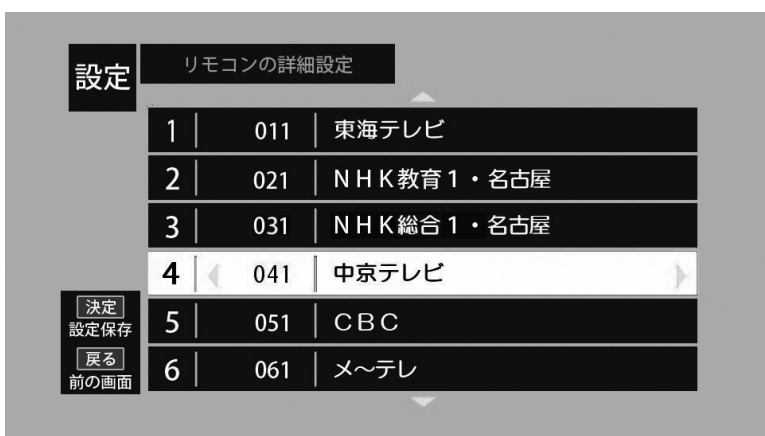 設定
リモコンの詳細設定
1 011 東海テレビ
2 021 NHK教育1・名古屋
3 031 NHK総合1・名古屋
4 041 中京テレビ
5 051 CBC
6 061 メ〜テレ
決定
設定保存
戻る
前の画面